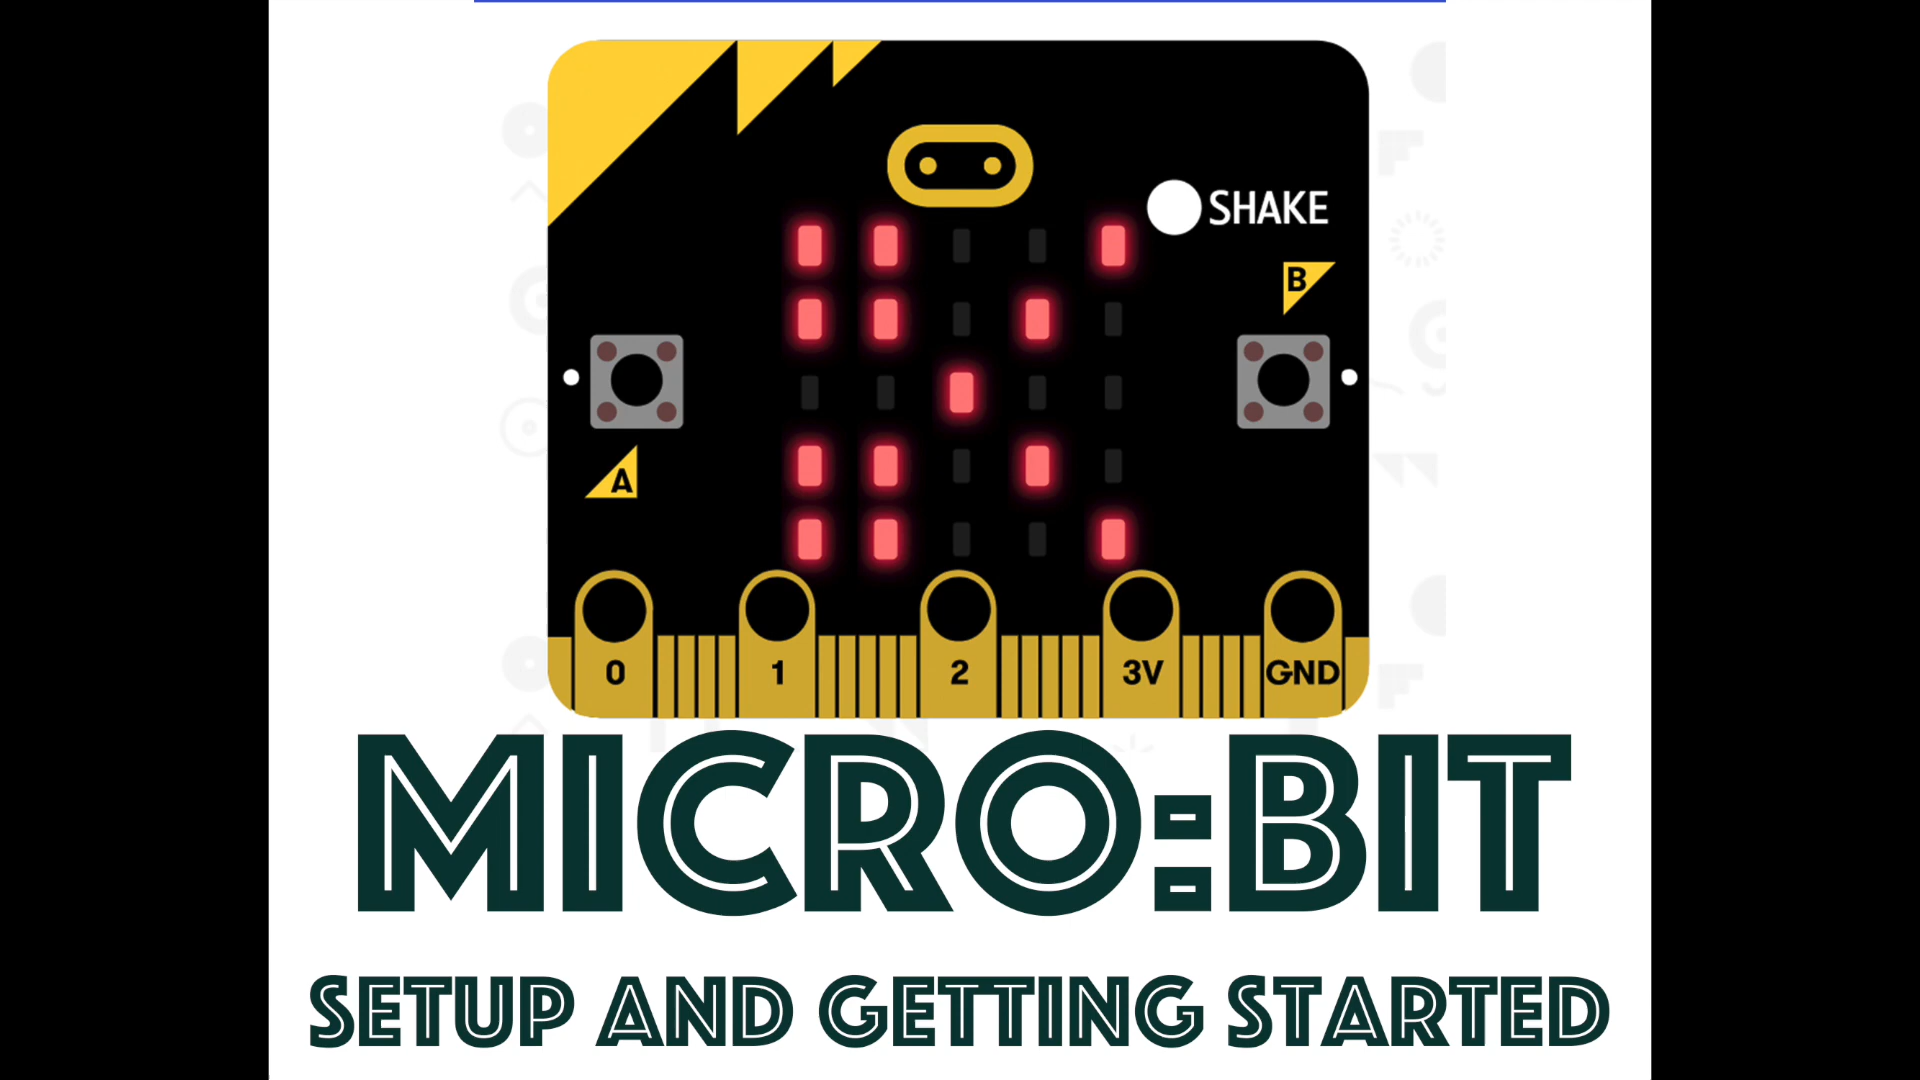 SHAKE
B
A
0 1 2 3V GND
MICRO:BIT
SETUP AND GETTING STARTED